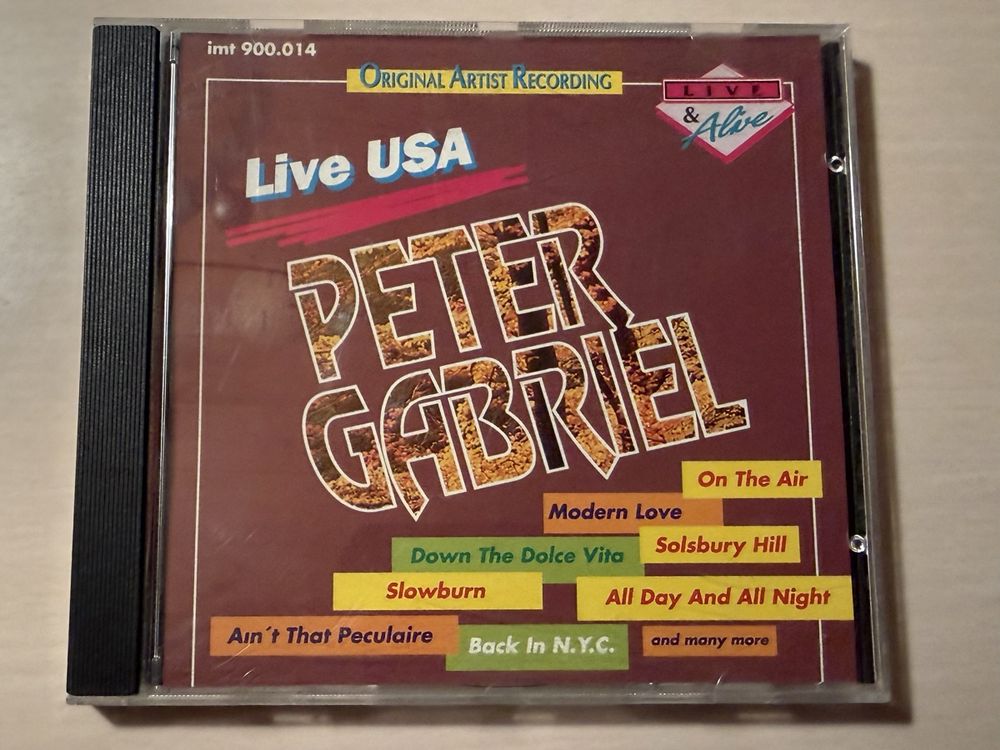 imt 900.014
ORIGINAL ARTIST RECORDING
LIVE
& Alive
Live USA
PETER
GABRIEL
On The Air
Modern Love
Solsbury Hill
Down The Dolce Vita
Slowburn
All Day And All Night
Aın´t That Peculaire
Back In N.Y.C.
and many more